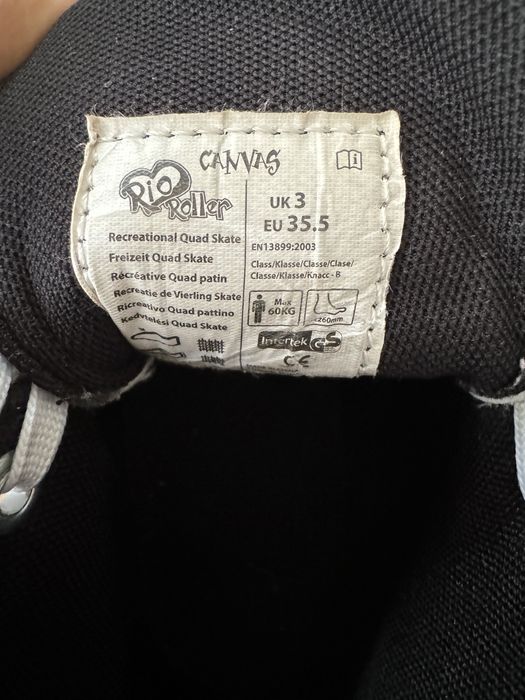 Rio
Roller
CANVAS
Recreational Quad Skate
Freizeit Quad Skate
Récréative Quad patin
Recreatie de Vierling Skate
Ricreativo Quad pattino
Kedvtelési Quad Skate
i
UK 3
EU 35.5
EN13899:2003
Class/Klasse/Classe/Clase/
Classe/Klasse/Класс - B
Max
60KG
<260mm
Intertek GS
CE